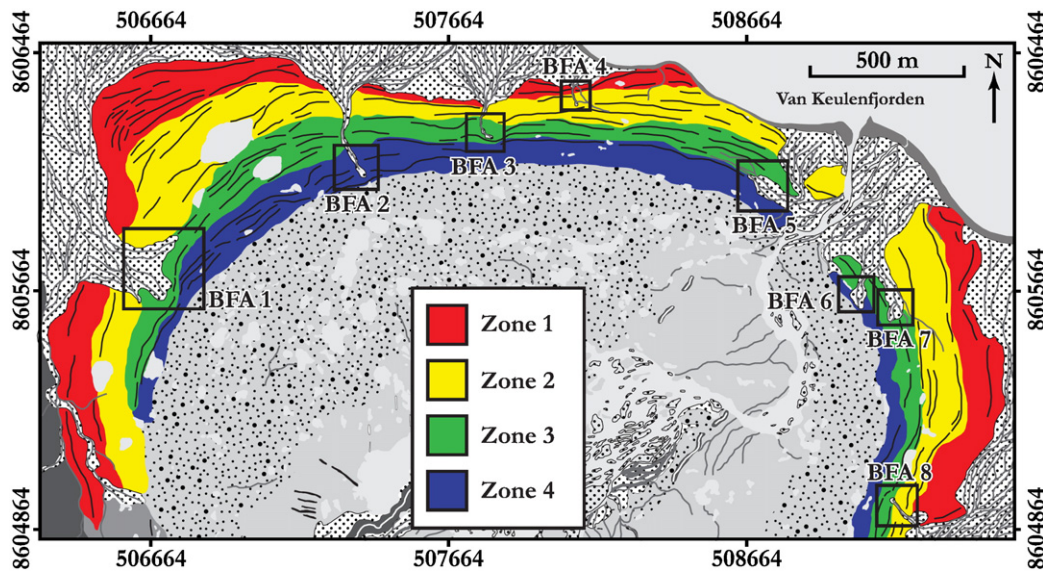 506664 507664 508664
8606464 8606464
BFA 4
N
500 m
Van Keulenfjorden
BFA 3
BFA 2
BFA 5
8605664 8605664
BFA 1
BFA 6
BFA 7
Zone 1
Zone 2
Zone 3
Zone 4
BFA 8
8604864 8604864
506664 507664 508664